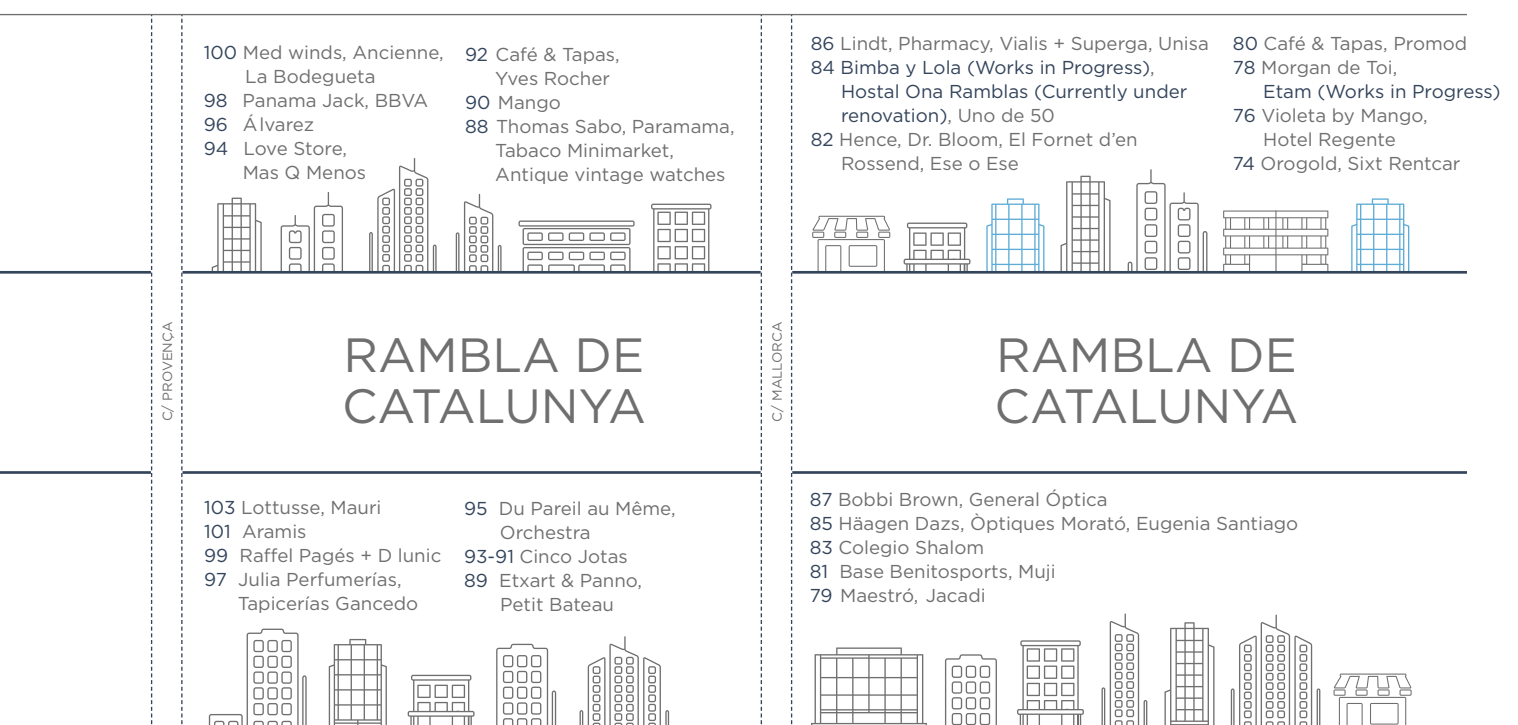 100 Med winds, Ancienne,
La Bodegueta
98 Panama Jack, BBVA
96 Álvarez
94 Love Store,
Mas Q Menos
92 Café & Tapas,
Yves Rocher
90 Mango
88 Thomas Sabo, Paramama,
Tabaco Minimarket,
Antique vintage watches
86 Lindt, Pharmacy, Vialis + Superga, Unisa
84 Bimba y Lola (Works in Progress),
Hostal Ona Ramblas (Currently under
renovation), Uno de 50
82 Hence, Dr. Bloom, El Fornet d’en
Rossend, Ese o Ese
80 Café & Tapas, Promod
78 Morgan de Toi,
Etam (Works in Progress)
76 Violeta by Mango,
Hotel Regente
74 Orogold, Sixt Rentcar
C/ PROVENÇA
RAMBLA DE
CATALUNYA
C/ MALLORCA
RAMBLA DE
CATALUNYA
103 Lottusse, Mauri
101 Aramis
99 Raffel Pagés + D lunic
97 Julia Perfumerías,
Tapicerías Gancedo
95 Du Pareil au Même,
Orchestra
93-91 Cinco Jotas
89 Etxart & Panno,
Petit Bateau
87 Bobbi Brown, General Óptica
85 Häagen Dazs, Òptiques Morató, Eugenia Santiago
83 Colegio Shalom
81 Base Benitosports, Muji
79 Maestró, Jacadi